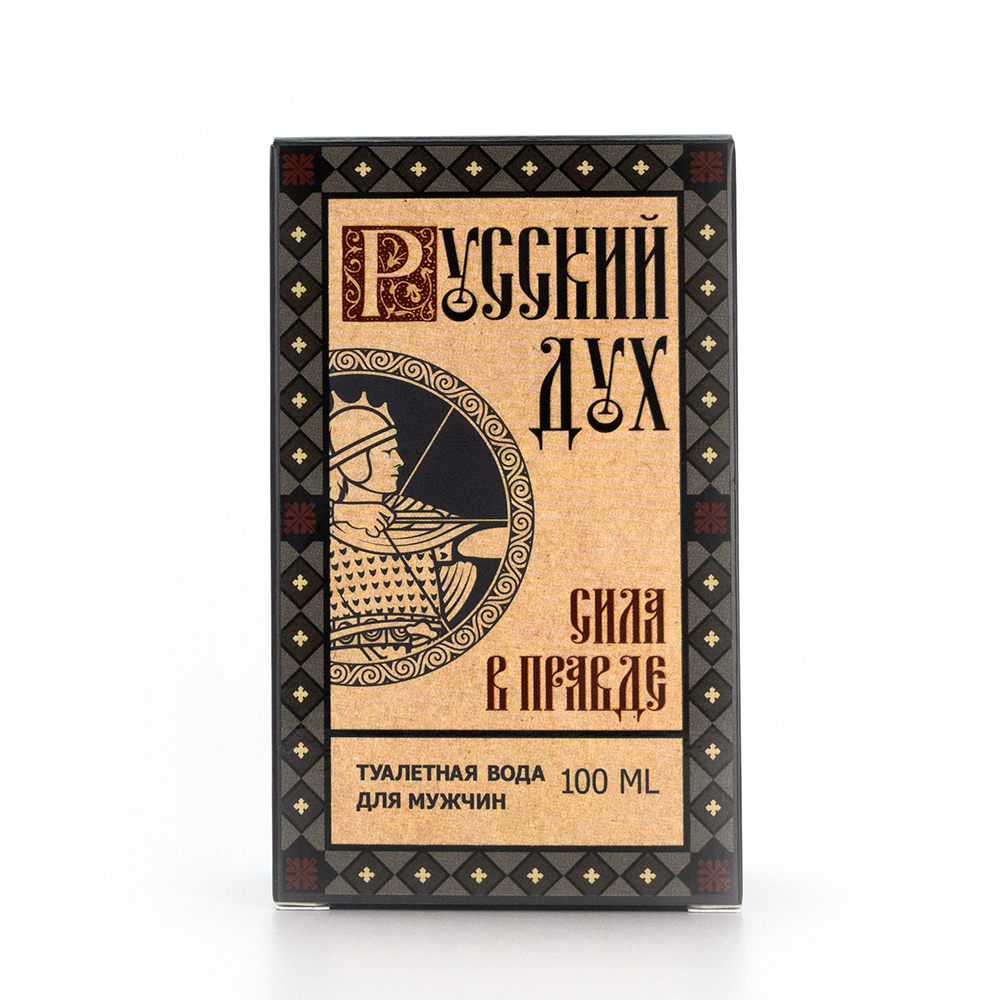 Русский
дух
сила
в правде
ТУАЛЕТНАЯ ВОДА
ДЛЯ МУЖЧИН
100 ML